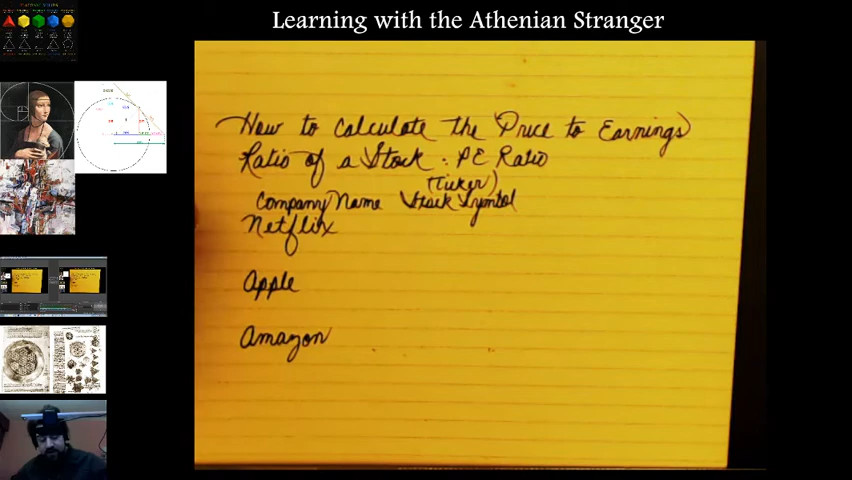 Learning with the Athenian Stranger
How to Calculate the Price to Earnings
Ratio of a Stock : PE Ratio
(Ticker)
Company Name Stock Symbol
Netflix
Apple
Amazon